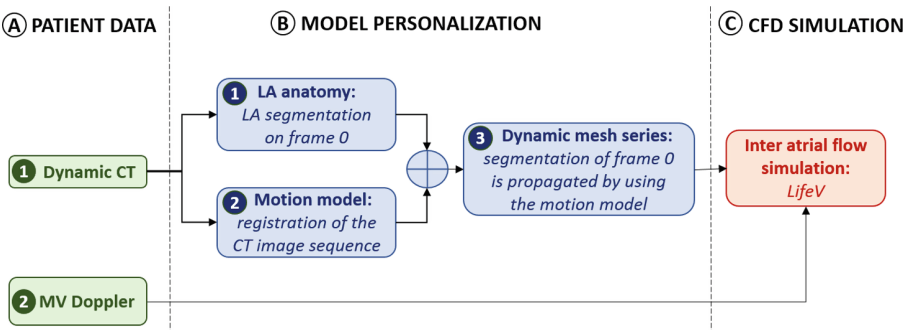 A PATIENT DATA
B MODEL PERSONALIZATION
C CFD SIMULATION
1 Dynamic CT
2 MV Doppler
1 LA anatomy:
LA segmentation
on frame 0
2 Motion model:
registration of the
CT image sequence
3 Dynamic mesh series:
segmentation of frame 0
is propagated by using
the motion model
Inter atrial flow
simulation:
LifeV